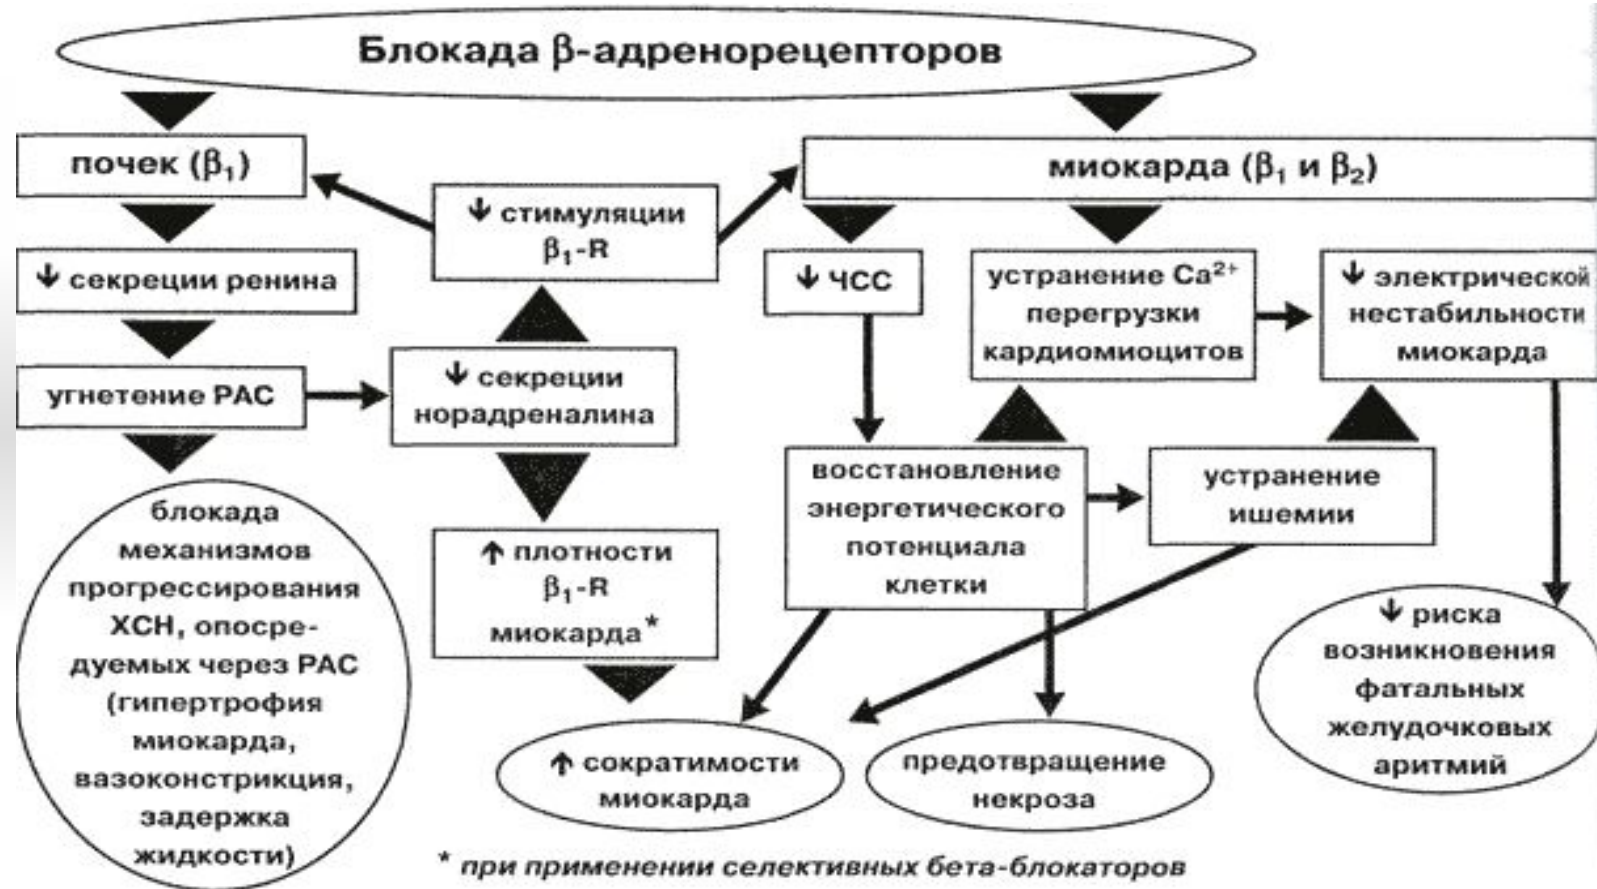 Блокада β-адренорецепторов
почек (β₁)
миокарда (β₁ и β₂)
↓ стимуляции
β₁-R
↓ секреции ренина
↓ ЧСС
устранение Ca²⁺
перегрузки
кардиомиоцитов
↓ электрической
нестабильности
миокарда
угнетение РАС
↓ секреции
норадреналина
восстановление
энергетического
потенциала
клетки
устранение
ишемии
блокада
механизмов
прогрессирования
ХСН, опосре-
дуемых через РАС
(гипертрофия
миокарда,
вазоконстрикция,
задержка
жидкости)
↑ плотности
β₁-R
миокарда*
↓ риска
возникновения
фатальных
желудочковых
аритмий
↑ сократимости
миокарда
предотвращение
некроза
* при применении селективных бета-блокаторов